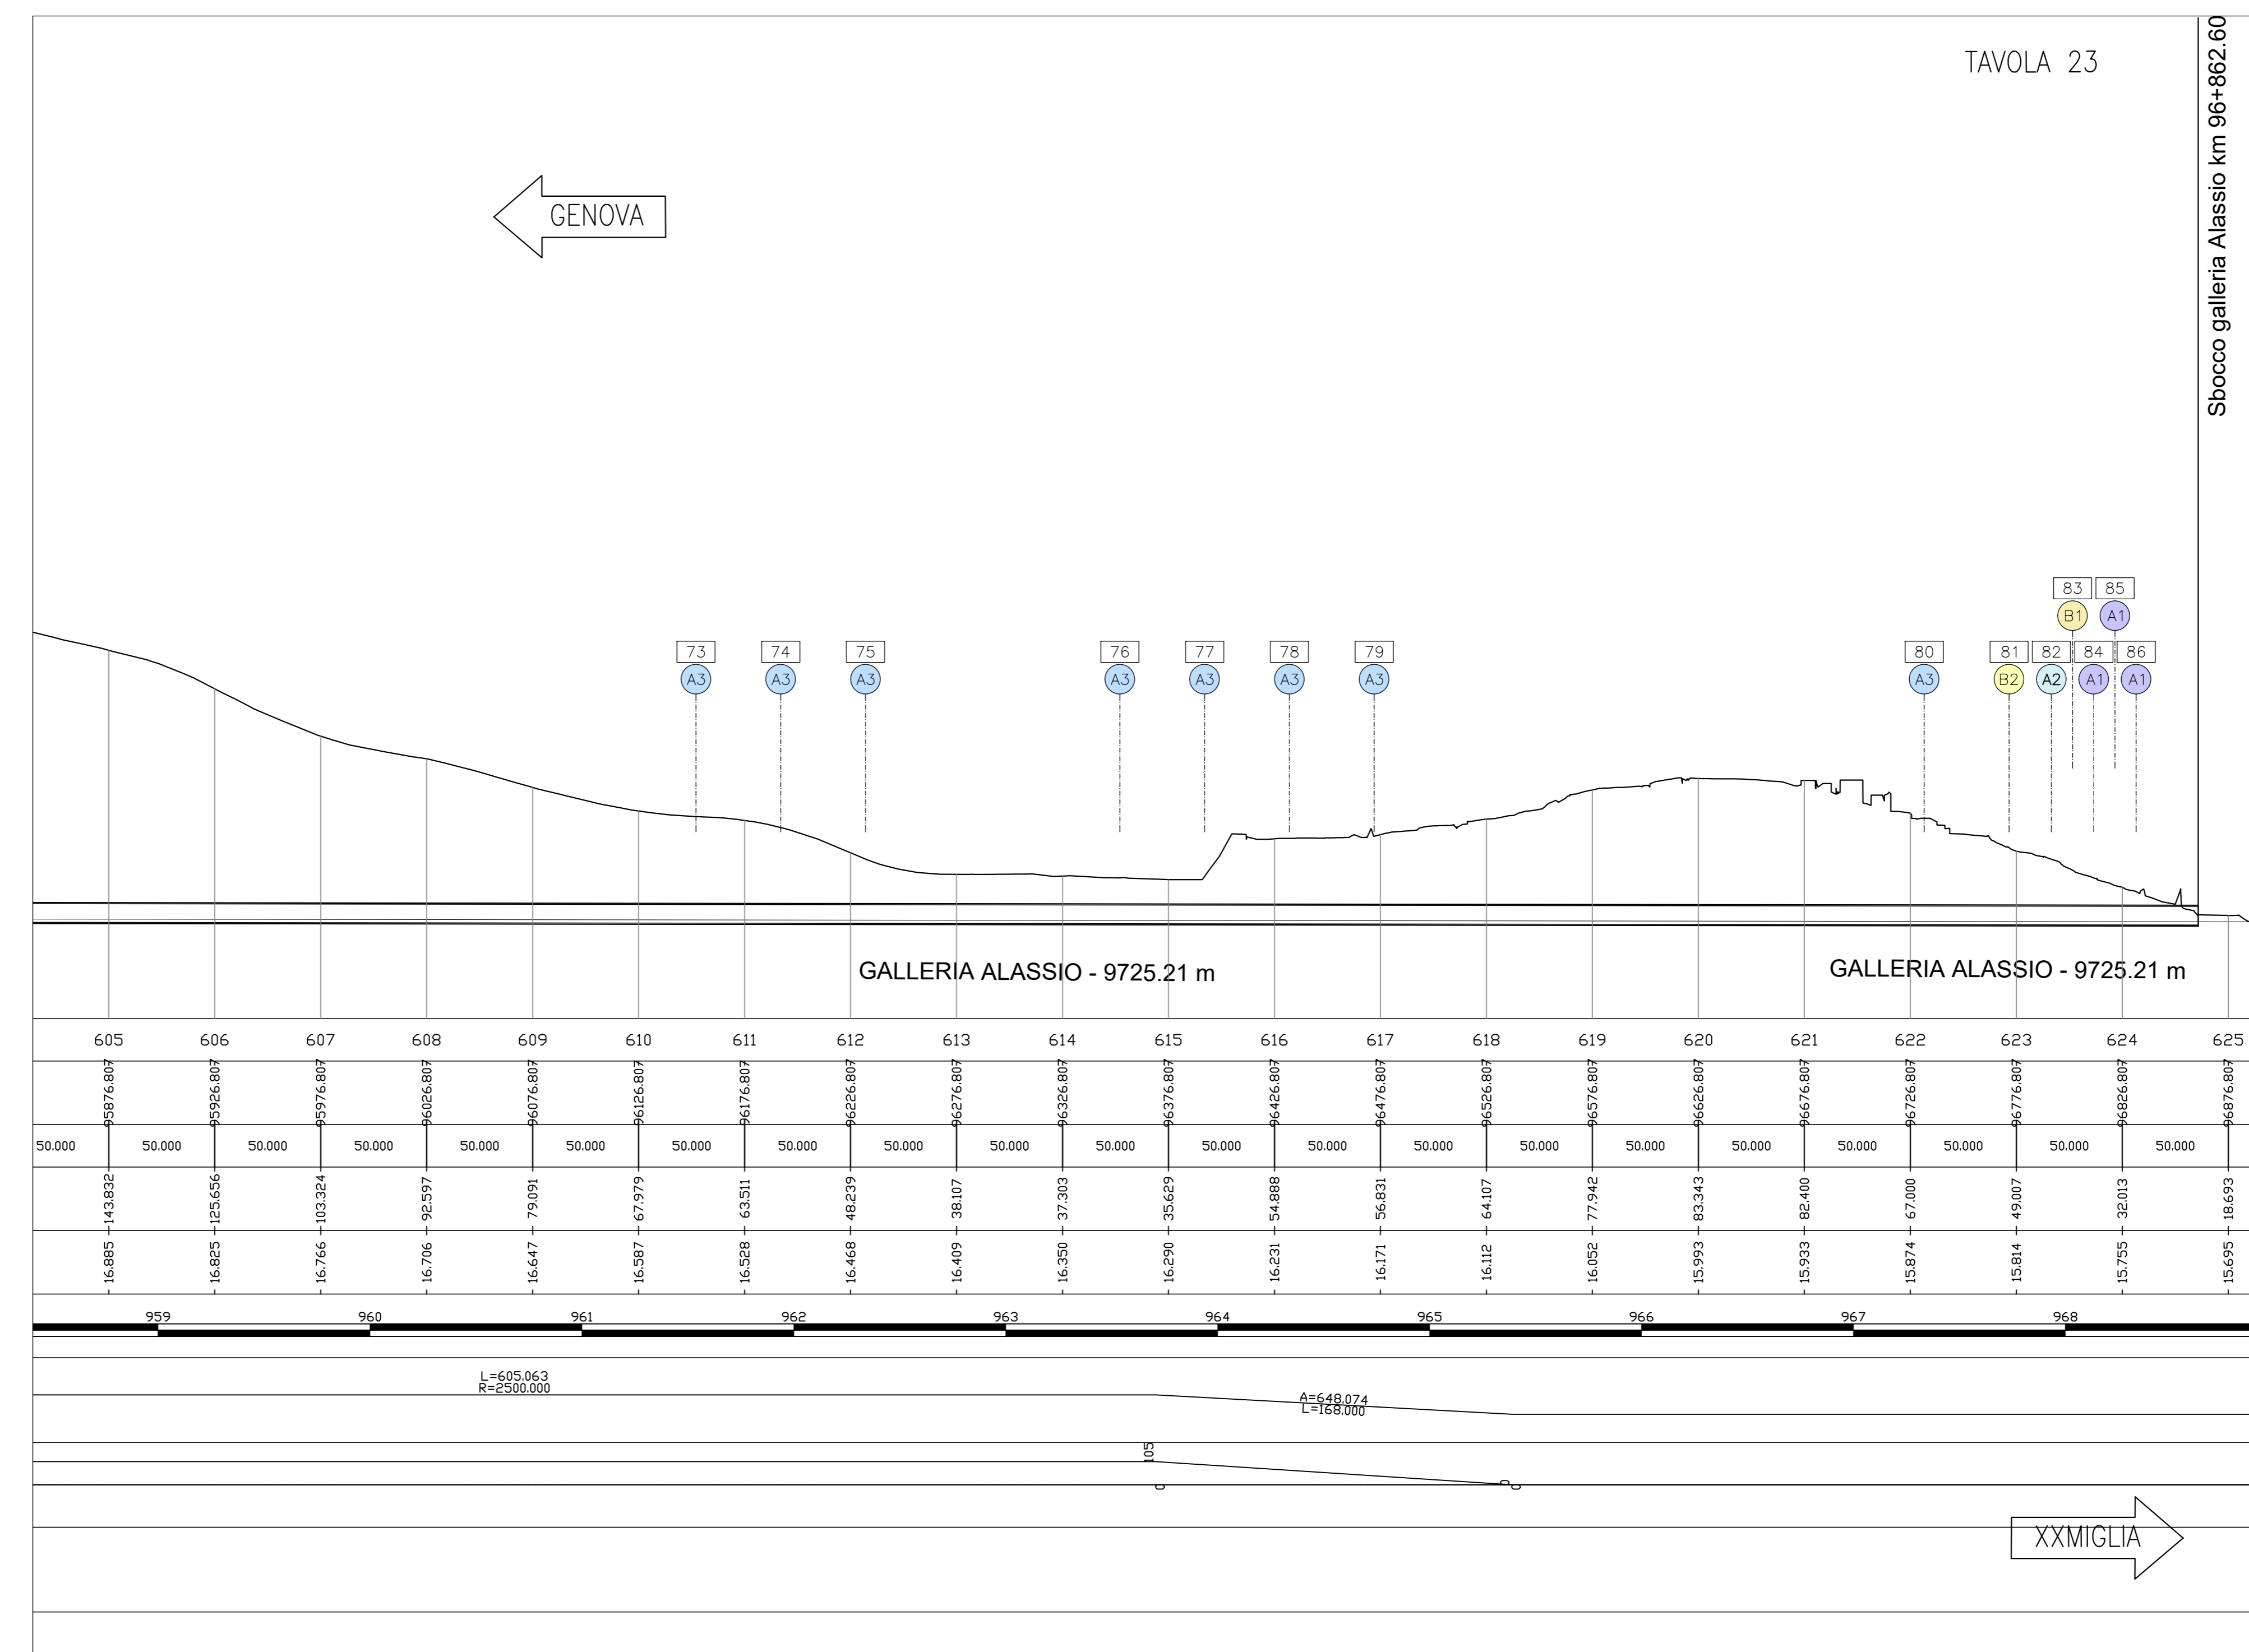 TAVOLA 23
Sbocco galleria Alassio km 96+862.60
GENOVA
83 85
B1 A1
73 74 75 76 77 78 79 80 81 82 84 86
A3 A3 A3 A3 A3 A3 A3 A3 B2 A2 A1 A1
GALLERIA ALASSIO - 9725.21 m
GALLERIA ALASSIO - 9725.21 m
605 606 607 608 609 610 611 612 613 614 615 616 617 618 619 620 621 622 623 624 625
95876.807 95926.807 95976.807 96026.807 96076.807 96126.807 96176.807 96226.807 96276.807 96326.807 96376.807 96426.807 96476.807 96526.807 96576.807 96626.807 96676.807 96726.807 96776.807 96826.807 96876.807
50.000 50.000 50.000 50.000 50.000 50.000 50.000 50.000 50.000 50.000 50.000 50.000 50.000 50.000 50.000 50.000 50.000 50.000 50.000 50.000 50.000
143.832 125.656 103.324 92.597 79.091 67.979 63.511 48.239 38.107 37.303 35.629 54.888 56.831 64.107 77.942 83.343 82.400 67.000 49.007 32.013 18.693
16.885 16.825 16.766 16.706 16.647 16.587 16.528 16.468 16.409 16.350 16.290 16.231 16.171 16.112 16.052 15.993 15.933 15.874 15.814 15.755 15.695
959 960 961 962 963 964 965 966 967 968
L=605.063
R=2500.000
A=648.074
L=168.000
105
0
0 0
XXMIGLIA